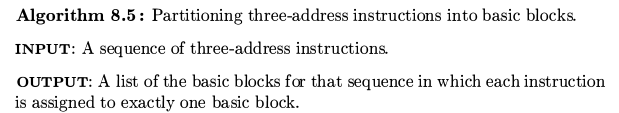 Algorithm 8.5: Partitioning three-address instructions into basic blocks.
INPUT: A sequence of three-address instructions.
OUTPUT: A list of the basic blocks for that sequence in which each instruction
is assigned to exactly one basic block.